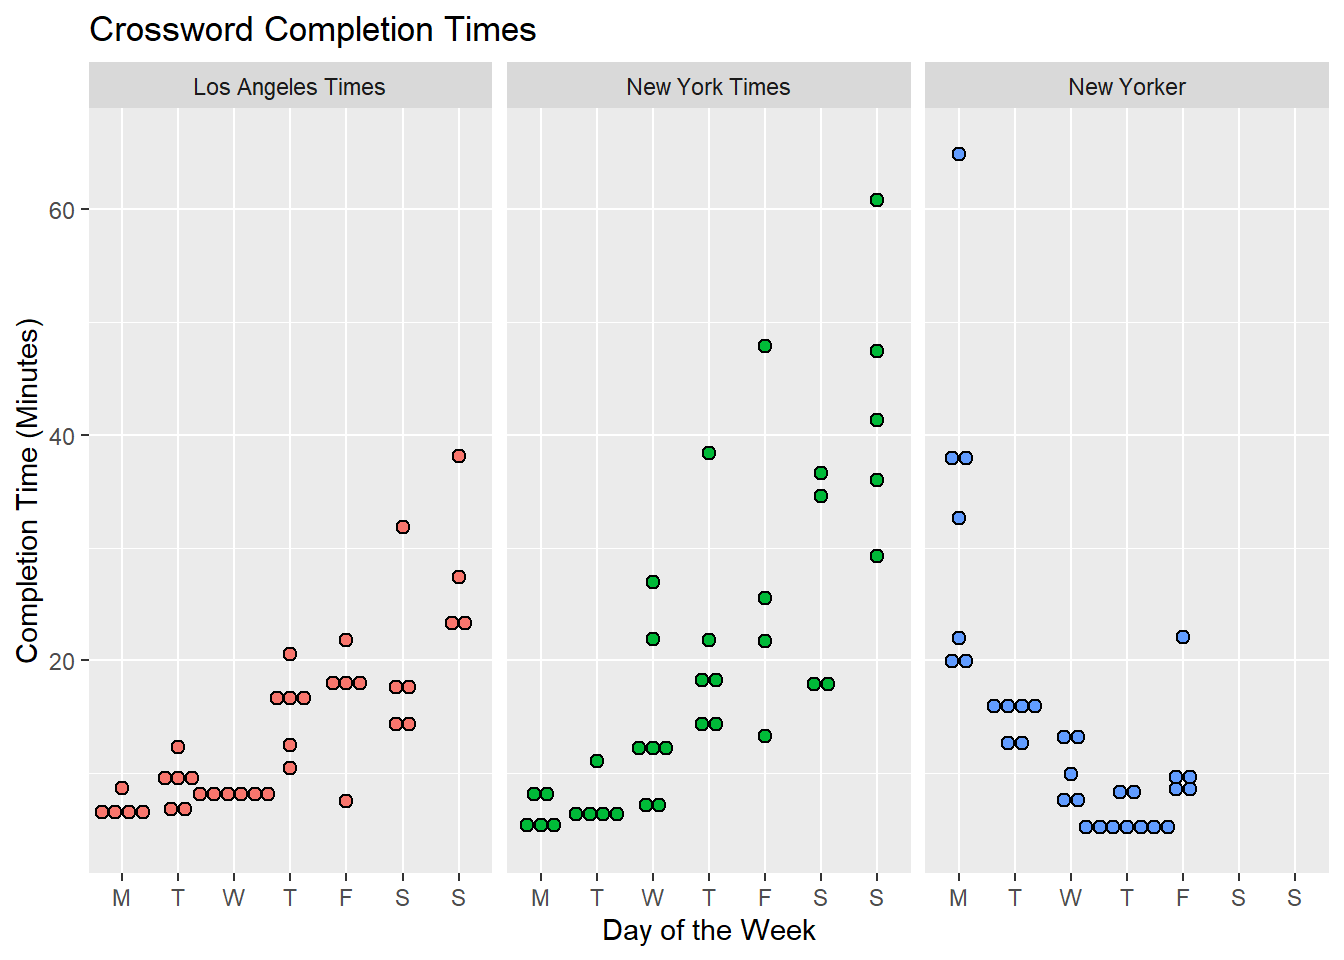 Crossword Completion Times
Los Angeles Times
New York Times
New Yorker
Completion Time (Minutes)
60
40
20
M T W T F S S
M T W T F S S
M T W T F S S
Day of the Week